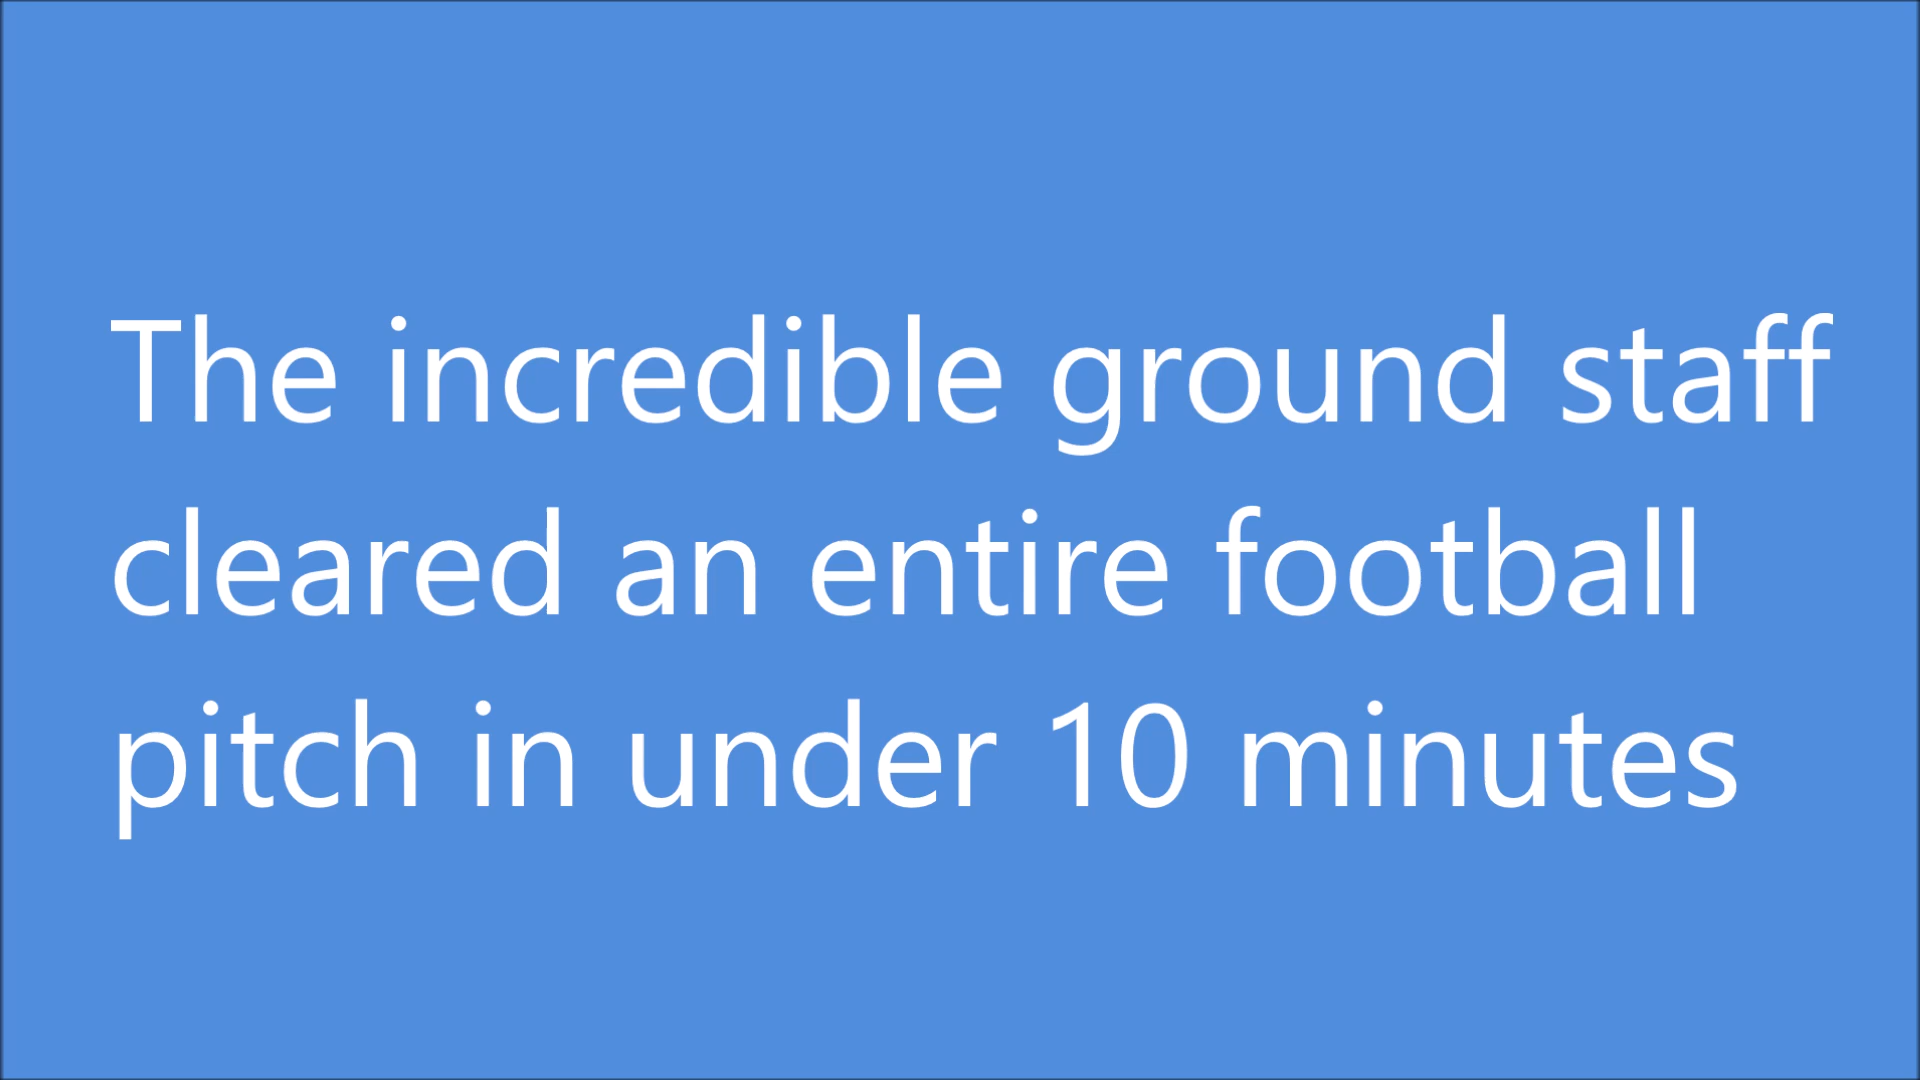 The incredible ground staff
cleared an entire football
pitch in under 10 minutes